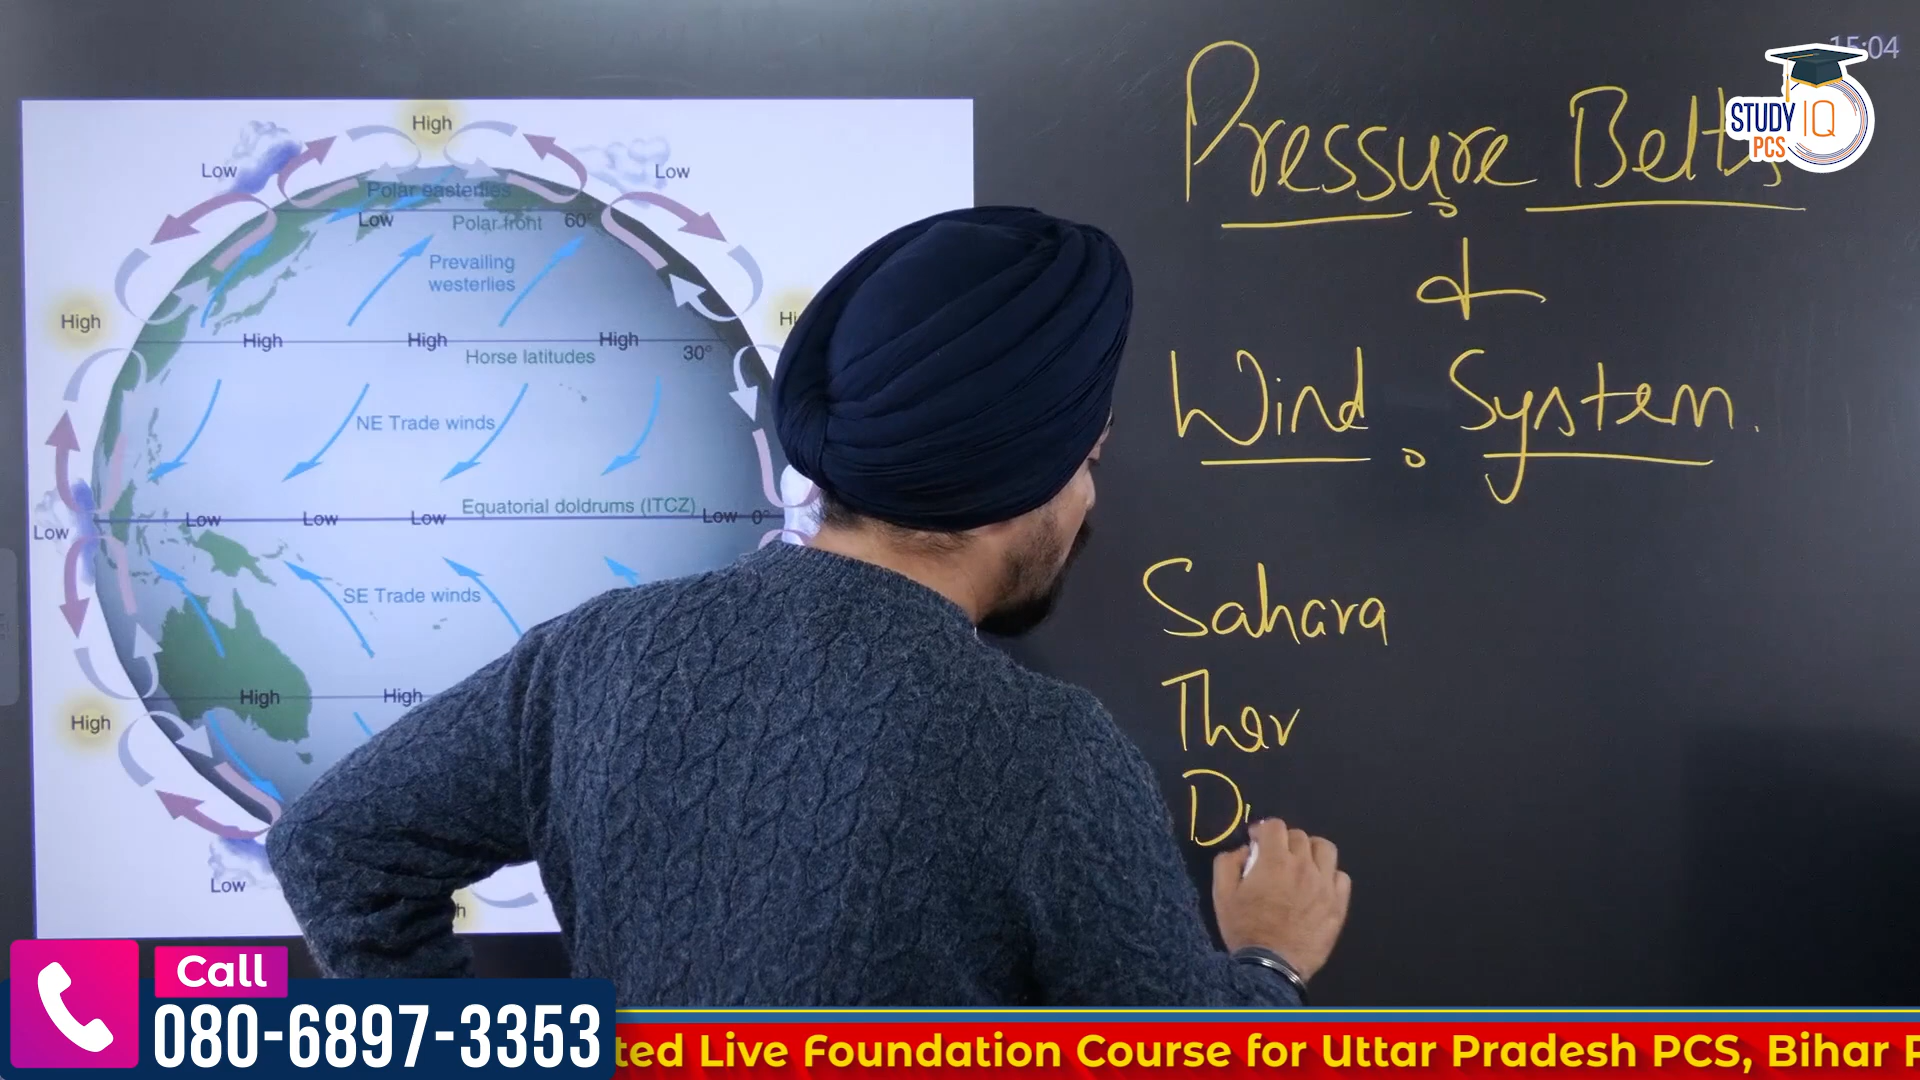 15:04
STUDY IQ
PCS
Pressure Belts
&
Wind System.
Sahara
Thar
High
Low
Low
Polar easterlies
Low
Polar front
60°
Prevailing
westerlies
High
High
High
High
High
30°
Horse latitudes
NE Trade winds
Equatorial doldrums (ITCZ)
Low
Low
Low
Low
Low
0°
SE Trade winds
High
High
High
Low
Call
080-6897-3353
Live Foundation Course for Uttar Pradesh PCS, Bihar